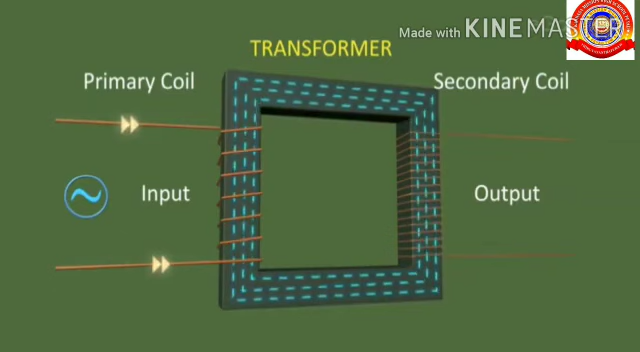 Made with KINEMASTER
TRANSFORMER
Primary Coil
Secondary Coil
Input
Output